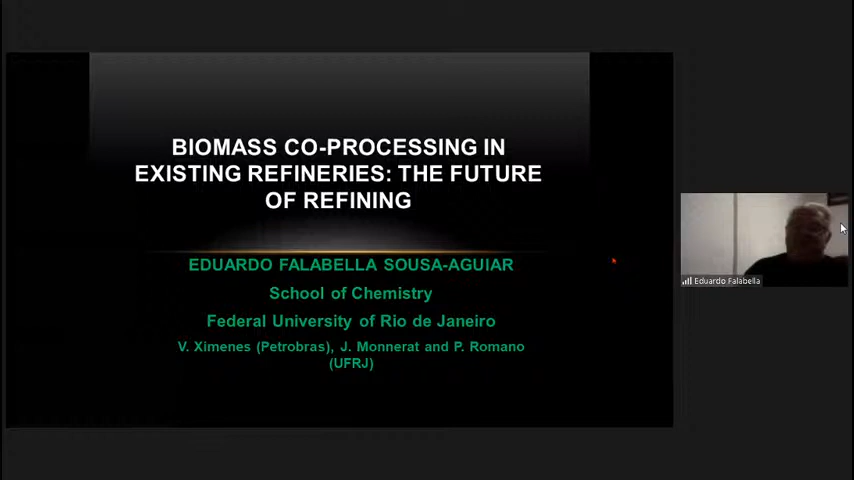 BIOMASS CO-PROCESSING IN
EXISTING REFINERIES: THE FUTURE
OF REFINING
EDUARDO FALABELLA SOUSA-AGUIAR
School of Chemistry
Federal University of Rio de Janeiro
V. Ximenes (Petrobras), J. Monnerat and P. Romano
(UFRJ)
Eduardo Falabella